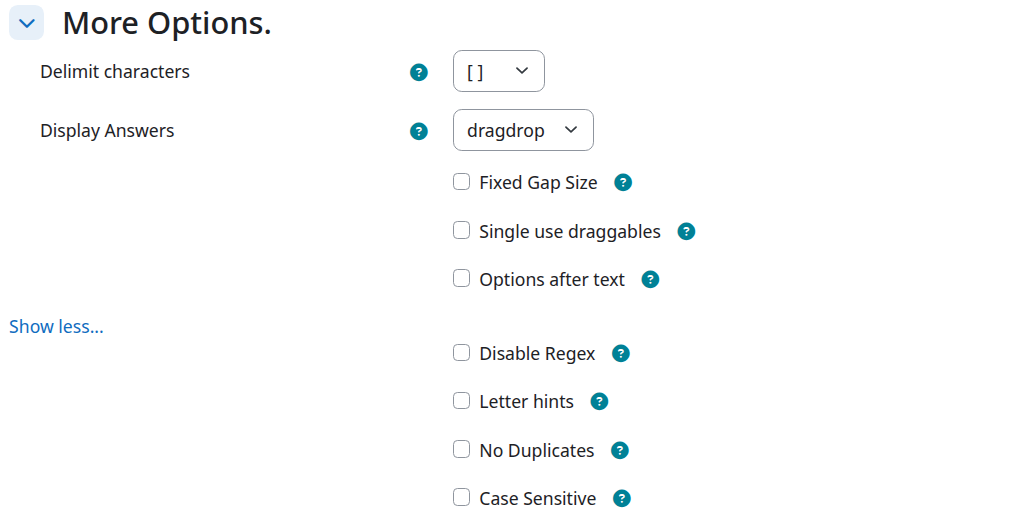 More Options.
Delimit characters ? [ ]
Display Answers ? dragdrop
Fixed Gap Size ?
Single use draggables ?
Options after text ?
Show less...
Disable Regex ?
Letter hints ?
No Duplicates ?
Case Sensitive ?